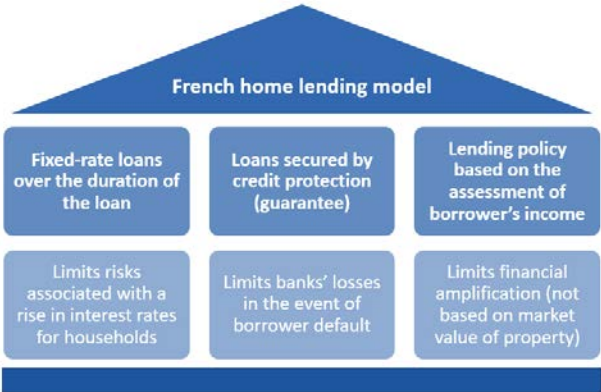 French home lending model
Fixed-rate loans
over the duration of
the loan
Loans secured by
credit protection
(guarantee)
Lending policy
based on the
assessment of
borrower's income
Limits risks
associated with a
rise in interest rates
for households
Limits banks' losses
in the event of
borrower default
Limits financial
amplification (not
based on market
value of property)